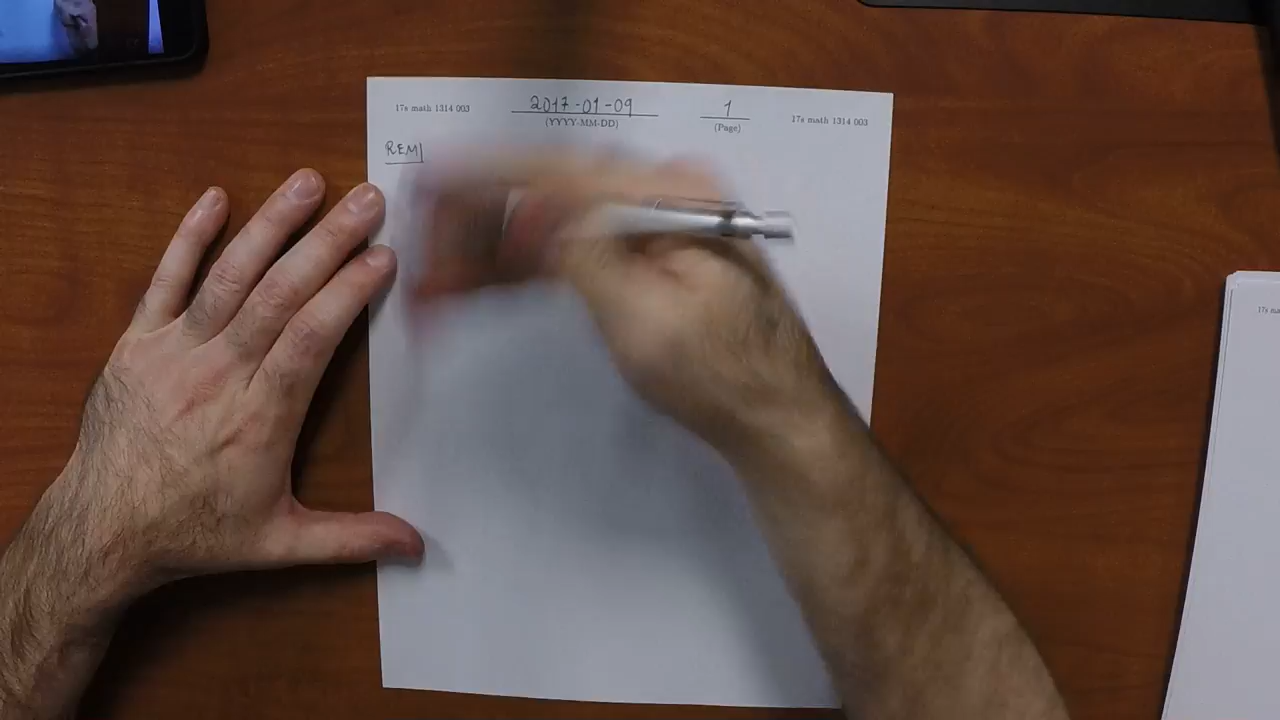 17s math 1314 003 2017-01-09 1 17s math 1314 003
(YYYY-MM-DD) (Page)
REM